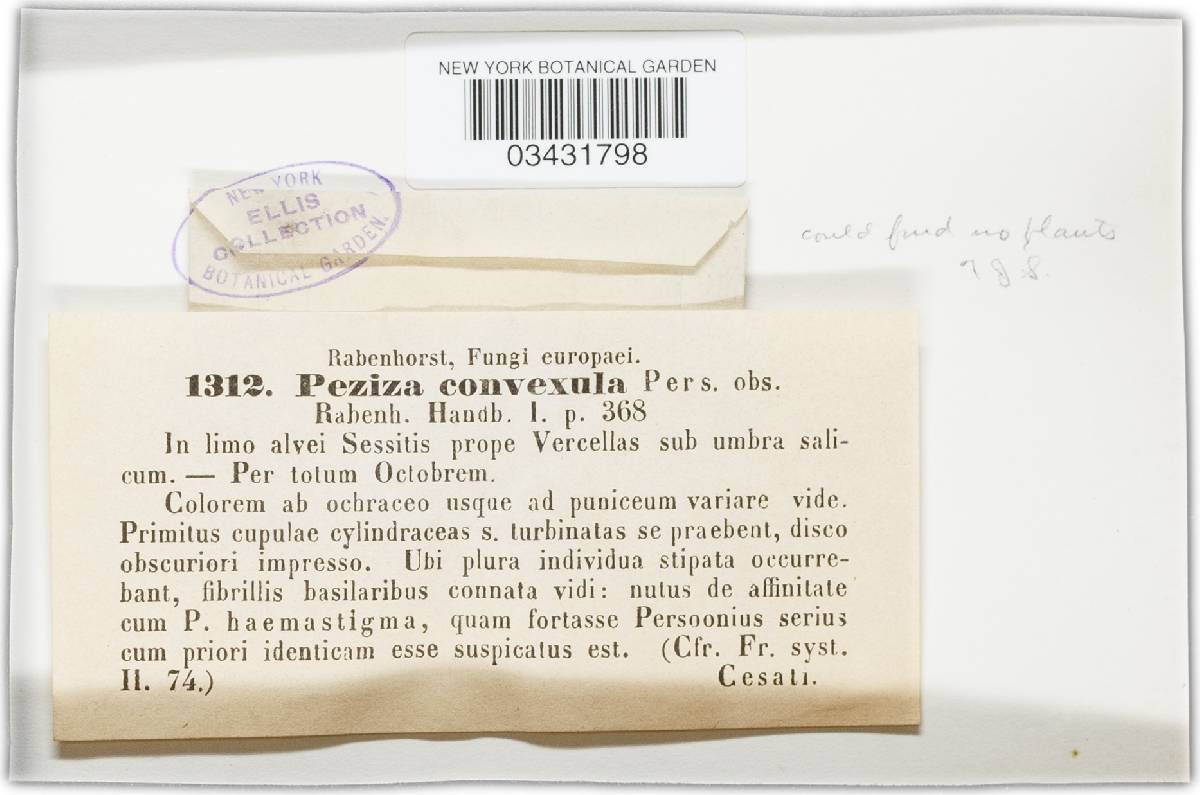 NEW YORK BOTANICAL GARDEN
03431798
NEW YORK
ELLIS
COLLECTION
BOTANICAL GARDEN.
could find no plants
Rabenhorst, Fungi europaei.
1312. Peziza convexula Pers. obs.
Rabenh. Handb. I. p. 368
In limo alvei Sessitis prope Vercellas sub umbra sali-
cum. — Per totum Octobrem.
Colorem ab ochraceo usque ad puniceum variare vide.
Primitus cupulae cylindraceas s. turbinatas se praebent, disco
obscuriori impresso. Ubi plura individua stipata occurre-
bant, fibrillis basilaribus connata vidi: nutus de affinitate
cum P. haemastigma, quam fortasse Persoonius serius
cum priori identicam esse suspicatus est. (Cfr. Fr. syst.
II. 74.) Cesati.